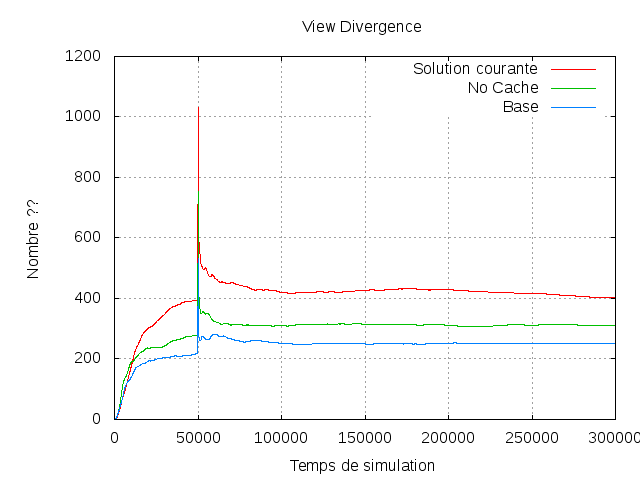 View Divergence
1200
1000
800
600
400
200
0
Nombre ??
Solution courante
No Cache
Base
0 50000 100000 150000 200000 250000 300000
Temps de simulation